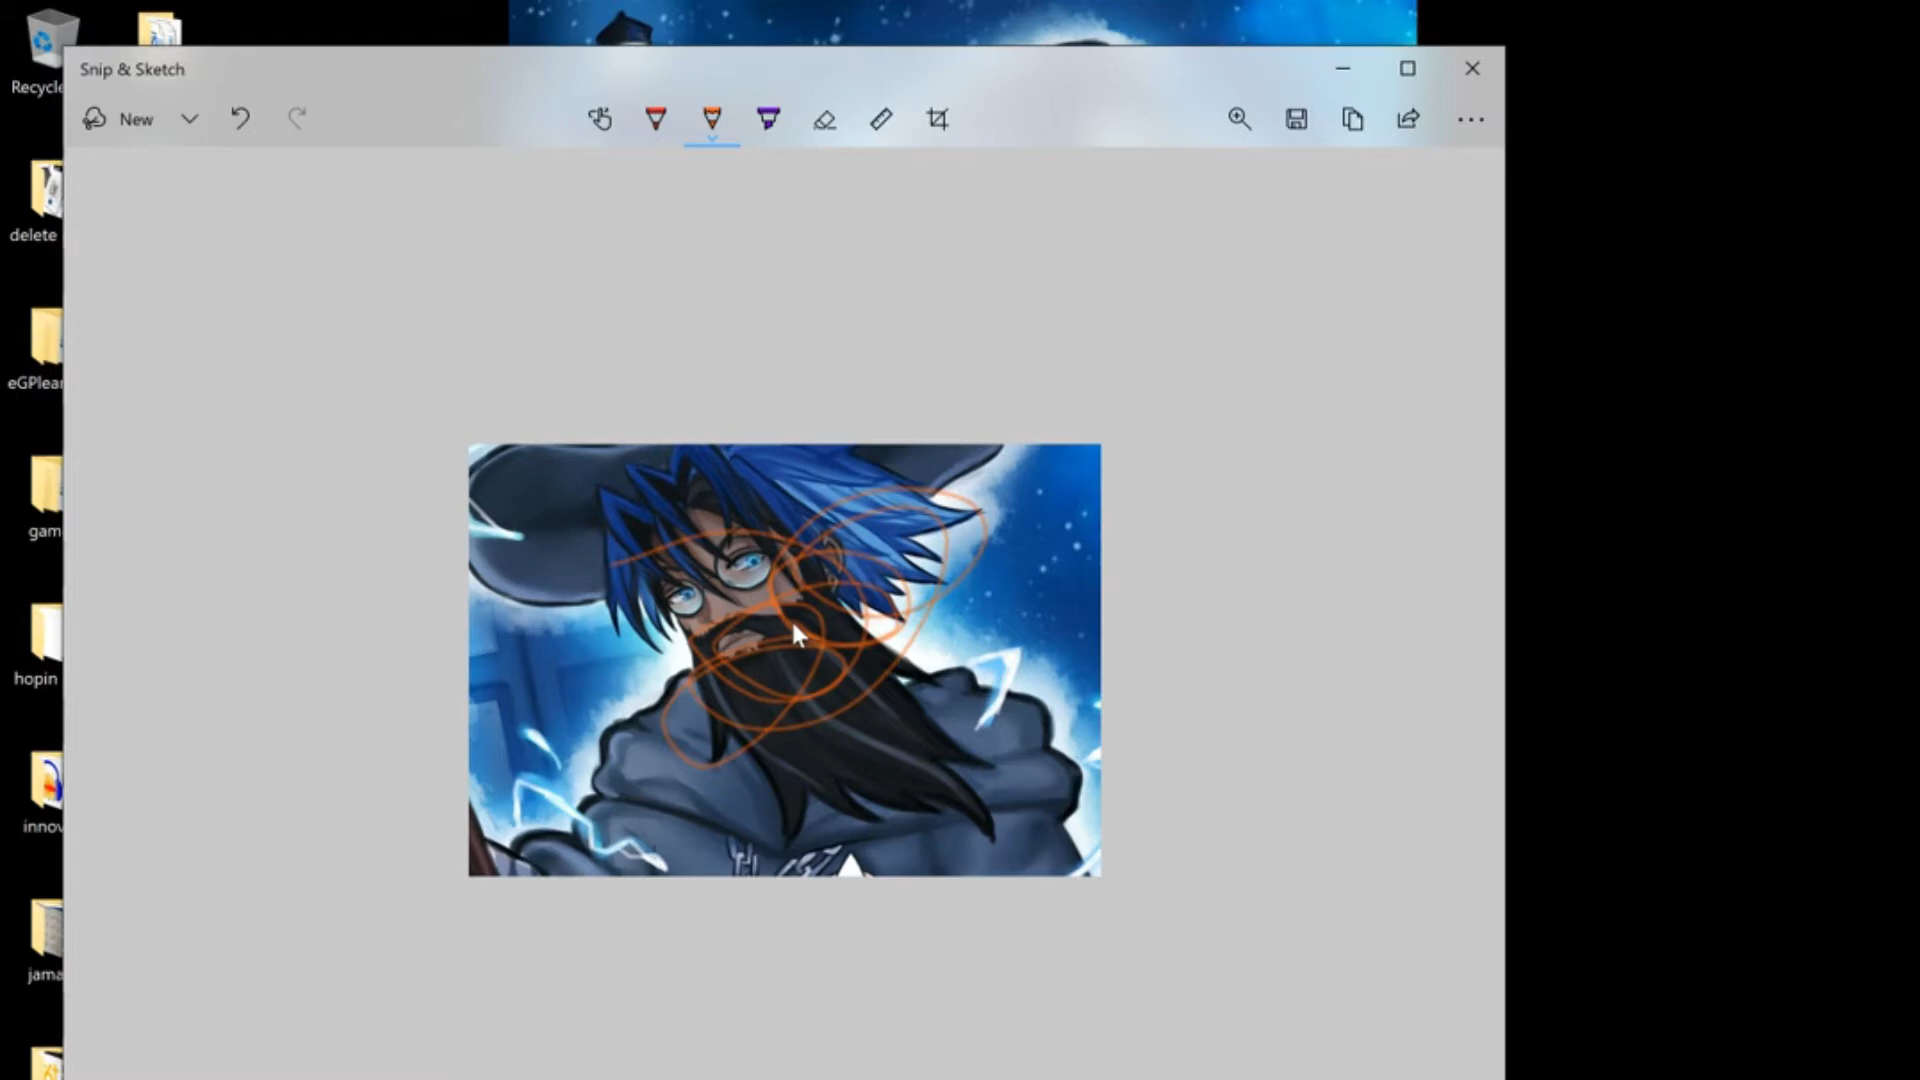 Snip & Sketch
New
Recycle
delete
eGPlear
gam
hopin
innov
jama